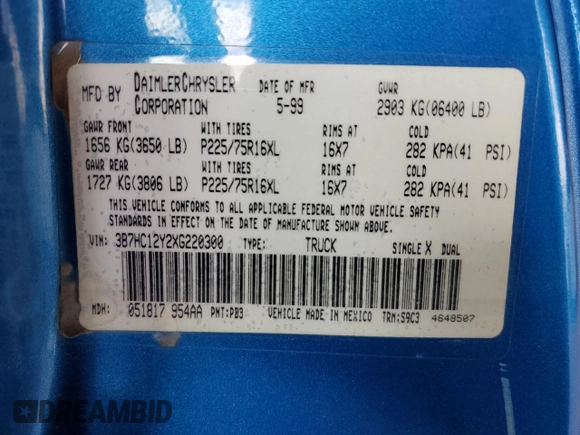 MFD BY DAIMLERCHRYSLER CORPORATION DATE OF MFR 5-99 GVWR 2903 KG(06400 LB)
GAWR FRONT WITH TIRES RIMS AT COLD
1656 KG(3650 LB) P225/75R16XL 16X7 282 KPA(41 PSI)
GAWR REAR WITH TIRES RIMS AT COLD
1727 KG(3806 LB) P225/75R16XL 16X7 282 KPA(41 PSI)
THIS VEHICLE CONFORMS TO ALL APPLICABLE FEDERAL MOTOR VEHICLE SAFETY
STANDARDS IN EFFECT ON THE DATE OF MANUFACTURE SHOWN ABOVE.
VIN: 3B7HC12Y2XG220300 TYPE: TRUCK SINGLE X DUAL
MDH: 051817 954AA PNT:PB3 VEHICLE MADE IN MEXICO TRM:S9C3 4648507
DREAMBID